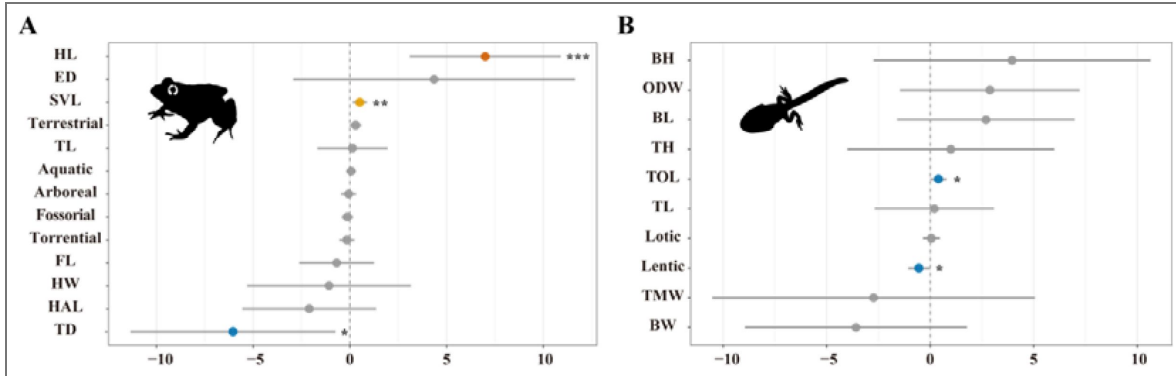 A
HL
***
ED
SVL
**
Terrestrial
TL
Aquatic
Arboreal
Fossorial
Torrential
FL
HW
HAL
TD
*
−10 −5 0 5 10
B
BH
ODW
BL
TH
TOL
*
TL
Lotic
Lentic
*
TMW
BW
−10 −5 0 5 10